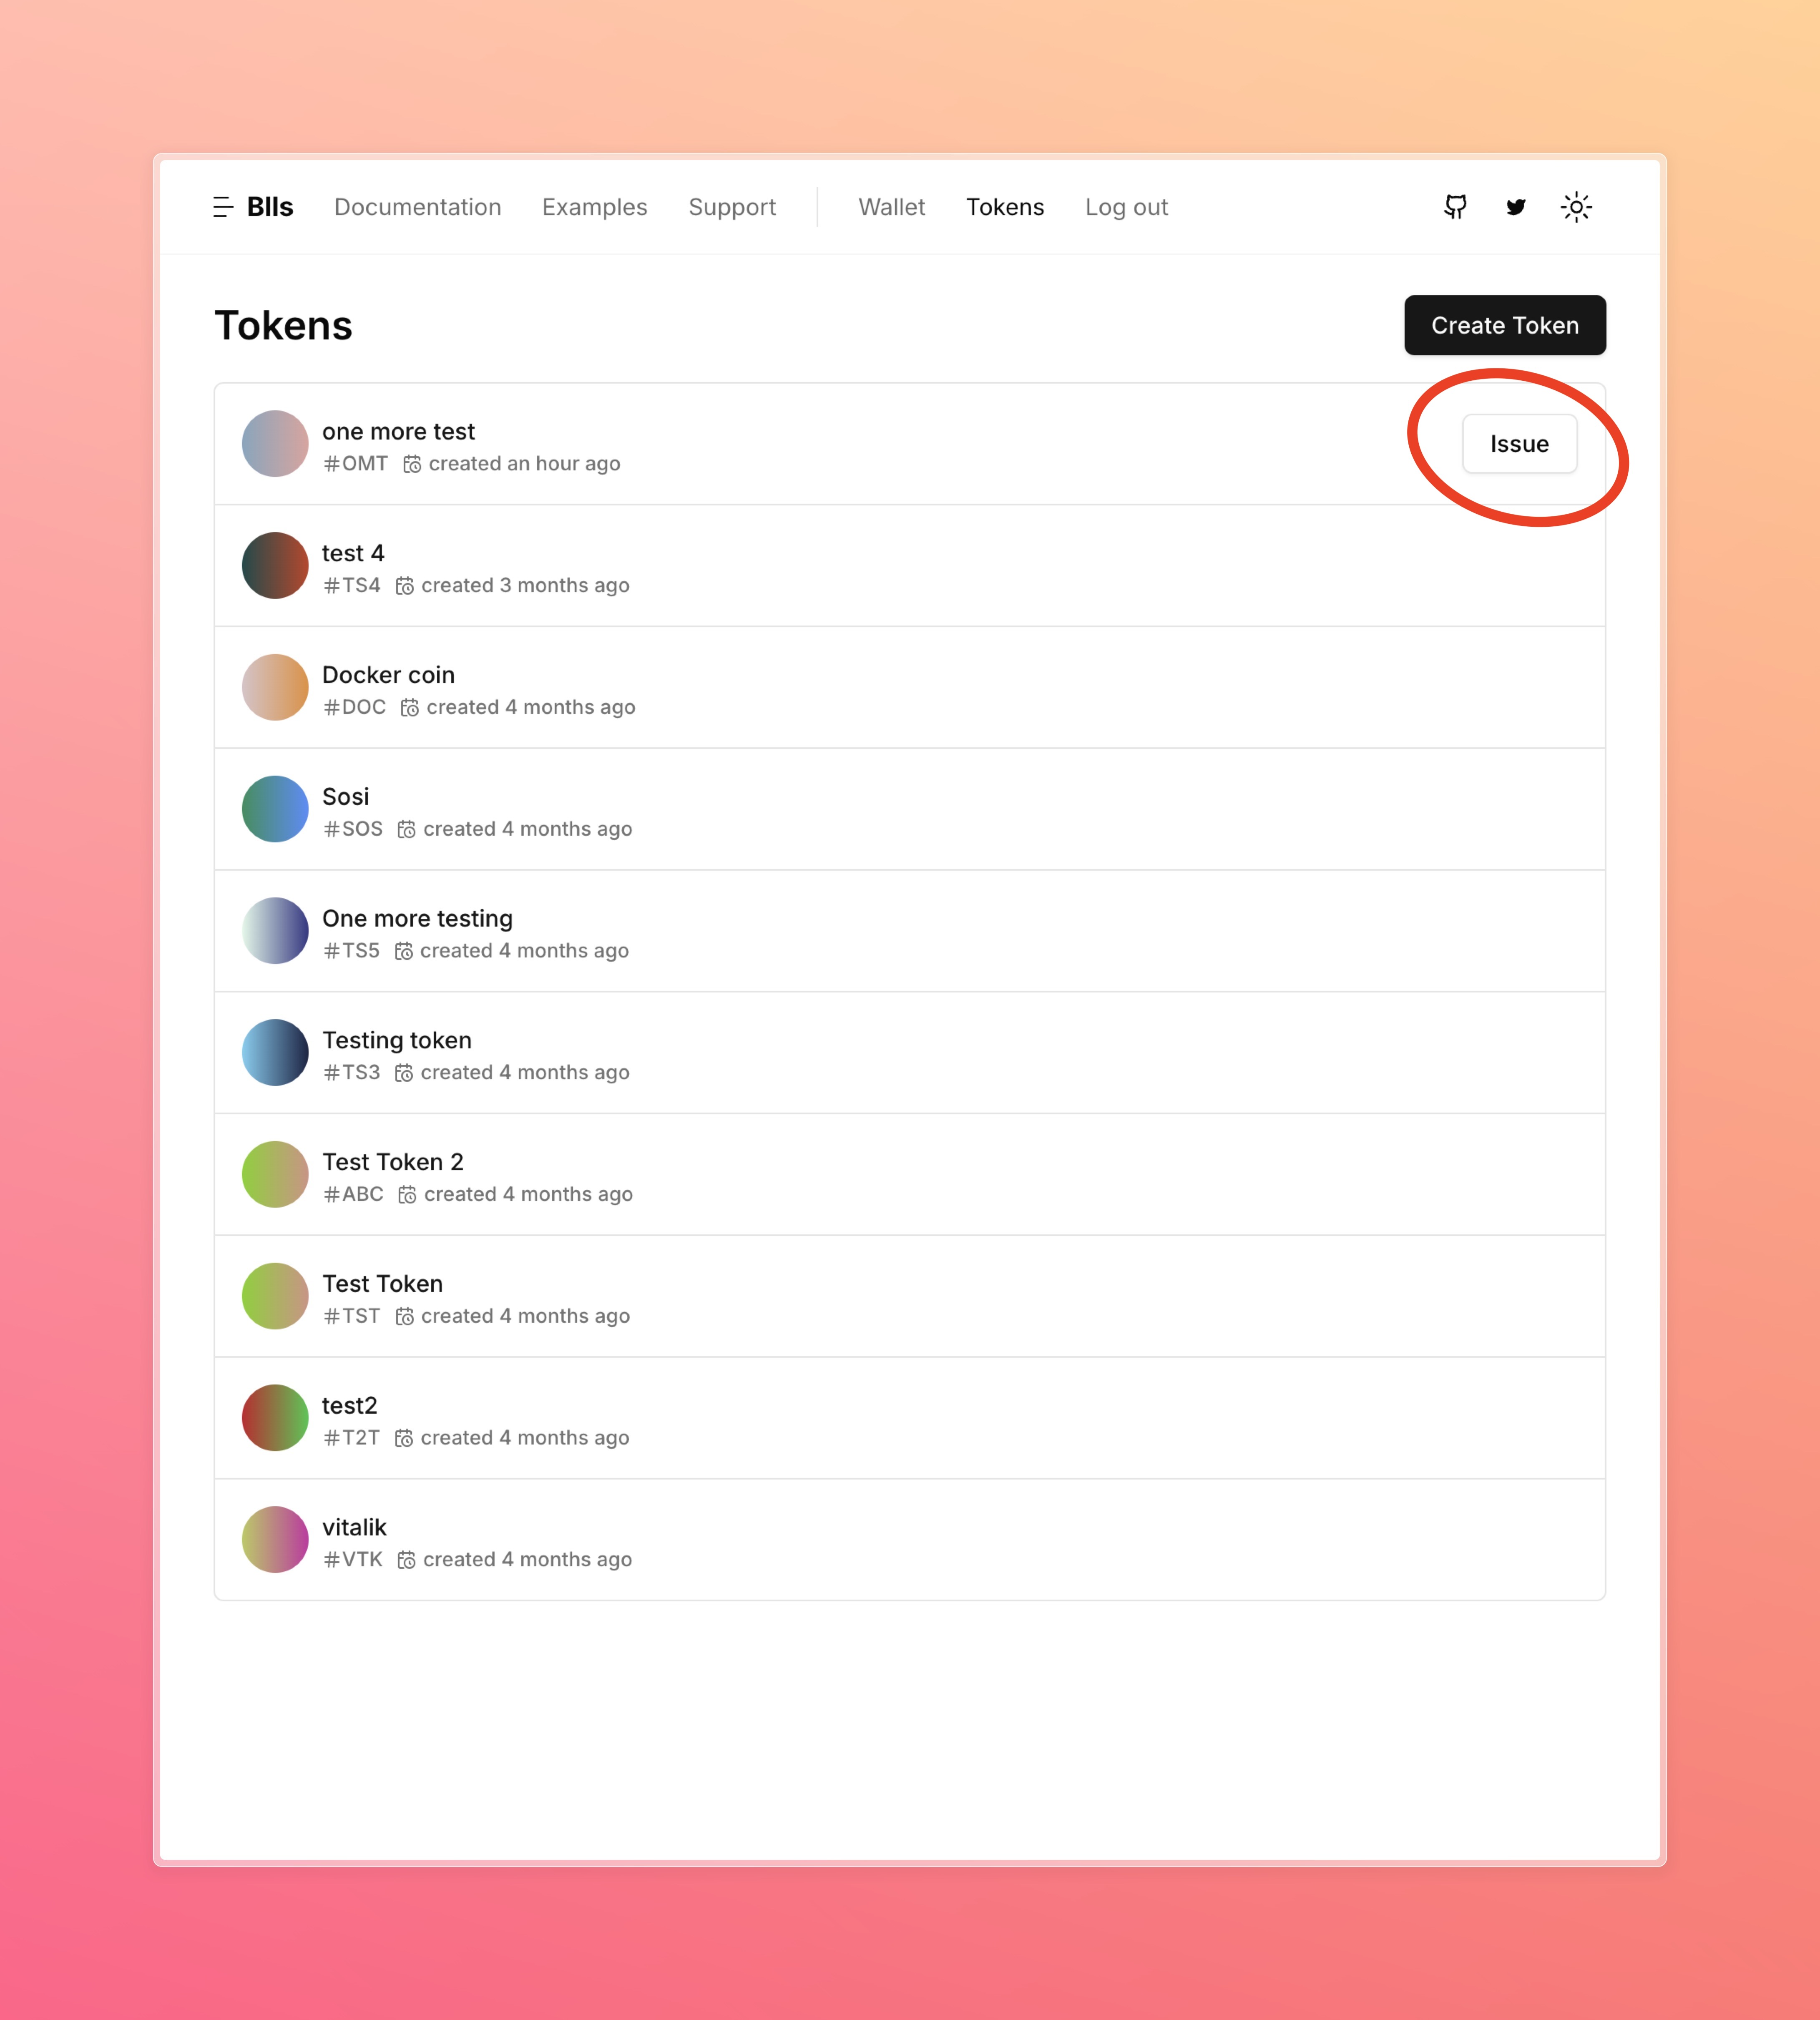 Blls Documentation Examples Support Wallet Tokens Log out
Tokens
Create Token
one more test
#OMT created an hour ago
Issue
test 4
#TS4 created 3 months ago
Docker coin
#DOC created 4 months ago
Sosi
#SOS created 4 months ago
One more testing
#TS5 created 4 months ago
Testing token
#TS3 created 4 months ago
Test Token 2
#ABC created 4 months ago
Test Token
#TST created 4 months ago
test2
#T2T created 4 months ago
vitalik
#VTK created 4 months ago